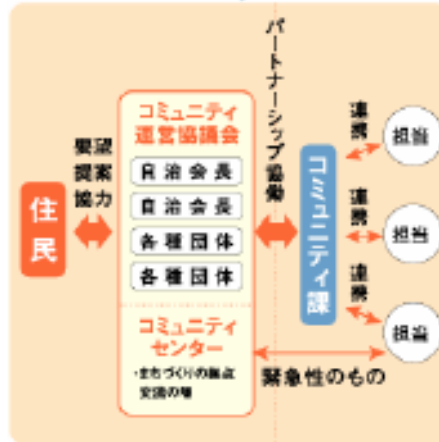 住民
要望
提案
協力
コミュニティ
運営協議会
自治会長
自治会長
各種団体
各種団体
コミュニティ
センター
・まちづくりの拠点
交流の場
パートナーシップ協働
コミュニティ課
連携
担当
連携
担当
連携
担当
緊急性のもの